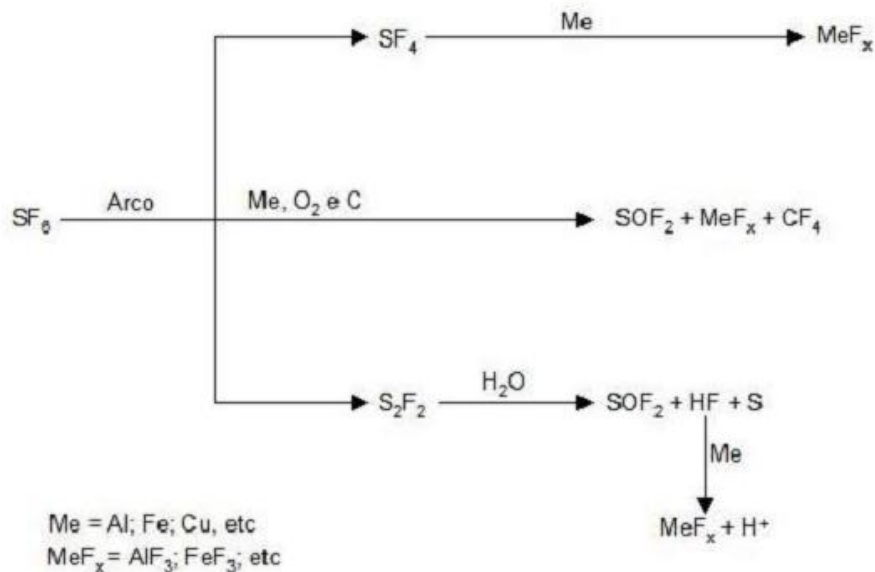 SF₄ Me MeFₓ
SF₆ Arco Me, O₂ e C SOF₂ + MeFₓ + CF₄
S₂F₂ H₂O SOF₂ + HF + S
Me
MeFₓ + H⁺
Me = Al; Fe; Cu, etc
MeFₓ = AlF₃; FeF₃; etc